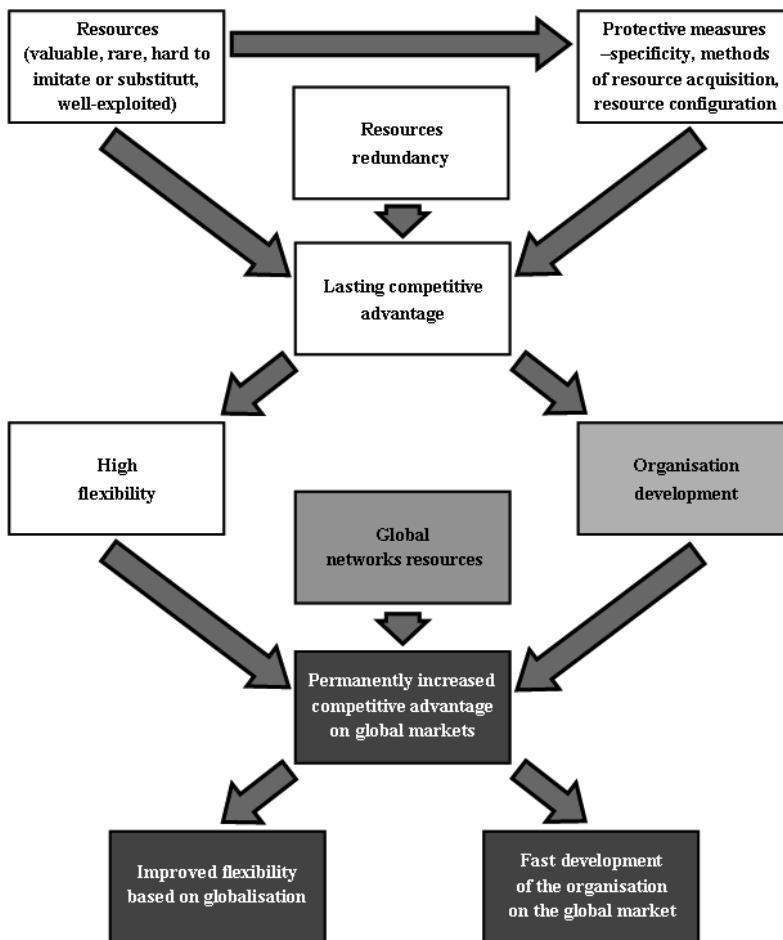 Resources
(valuable, rare, hard to
imitate or substitutt,
well-exploited)
Protective measures
–specificity, methods
of resource acquisition,
resource configuration
Resources
redundancy
Lasting competitive
advantage
High
flexibility
Organisation
development
Global
networks resources
Permanently increased
competitive advantage
on global markets
Improved flexibility
based on globalisation
Fast development
of the organisation
on the global market